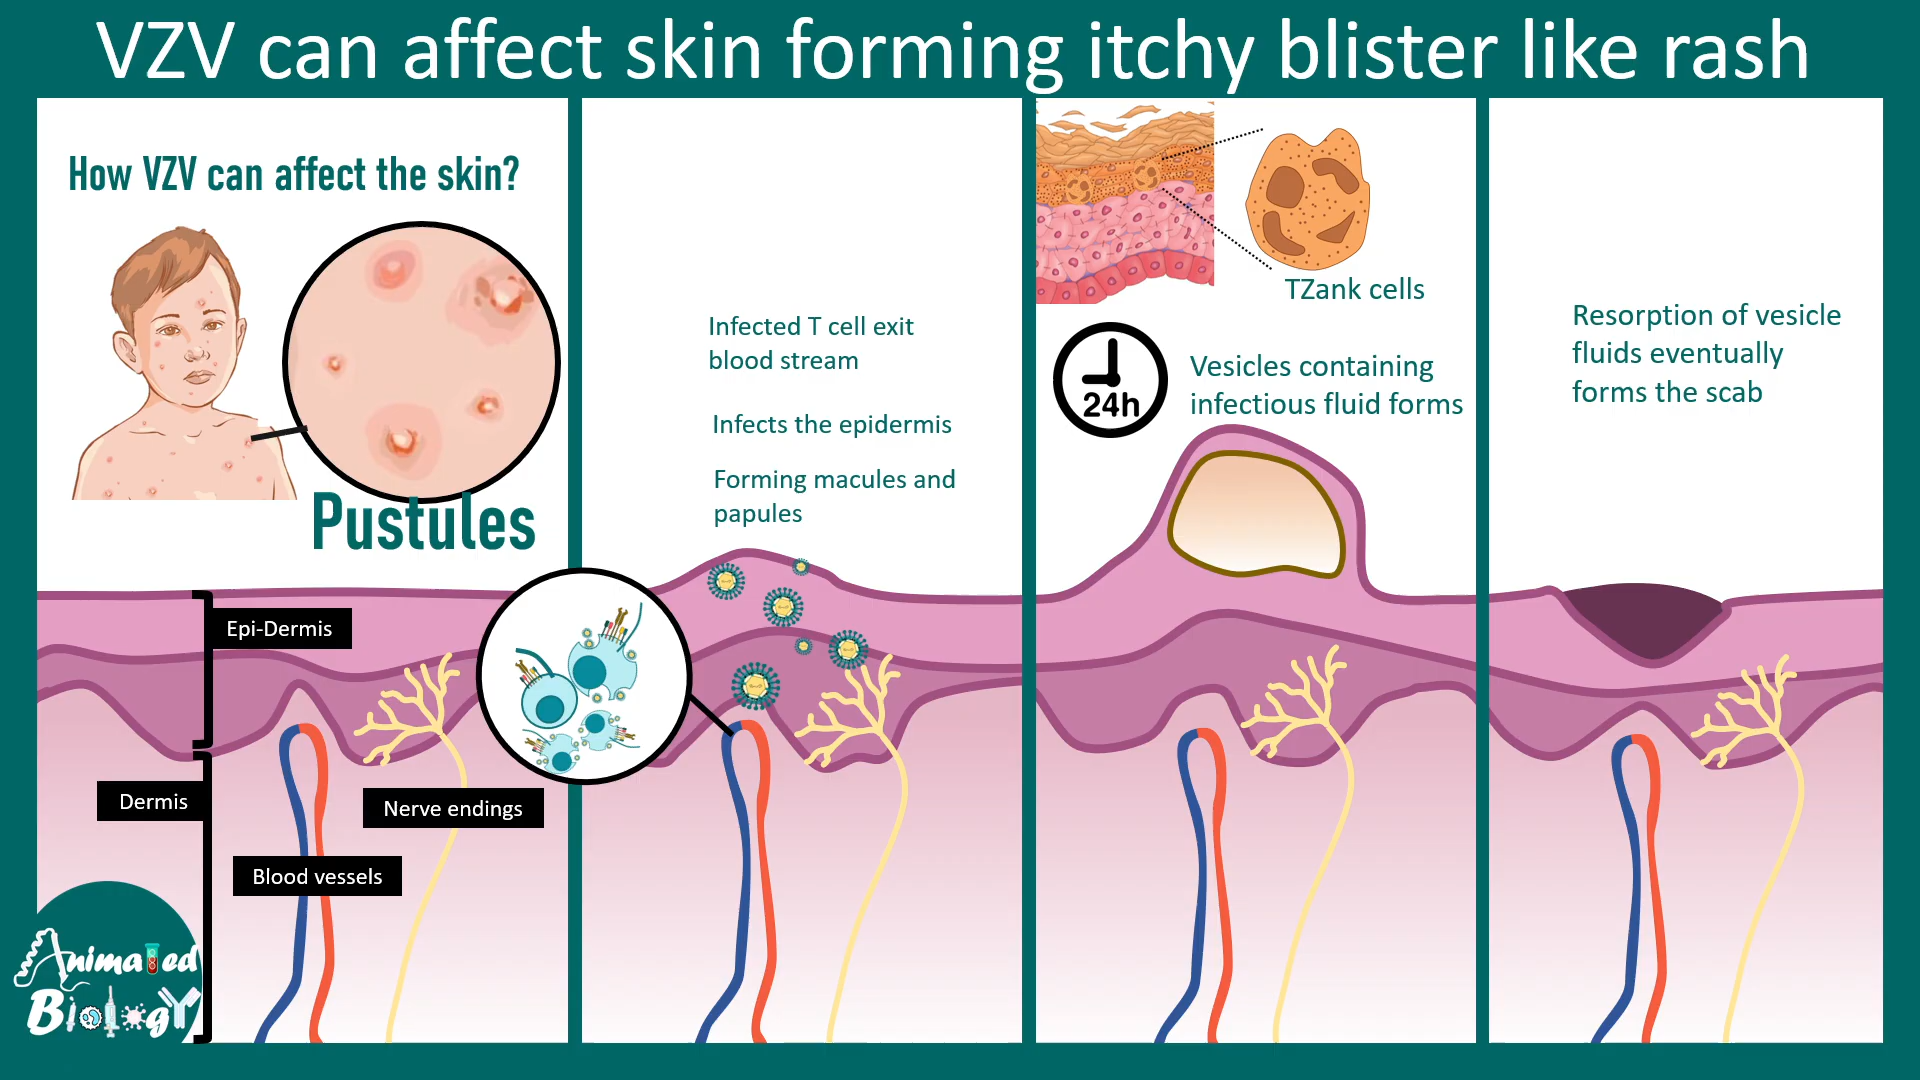 VZV can affect skin forming itchy blister like rash
How VZV can affect the skin?
Pustules
Epi-Dermis
Dermis
Nerve endings
Blood vessels
Animated
Biology
Infected T cell exit
blood stream
Infects the epidermis
Forming macules and
papules
TZank cells
24h
Vesicles containing
infectious fluid forms
Resorption of vesicle
fluids eventually
forms the scab